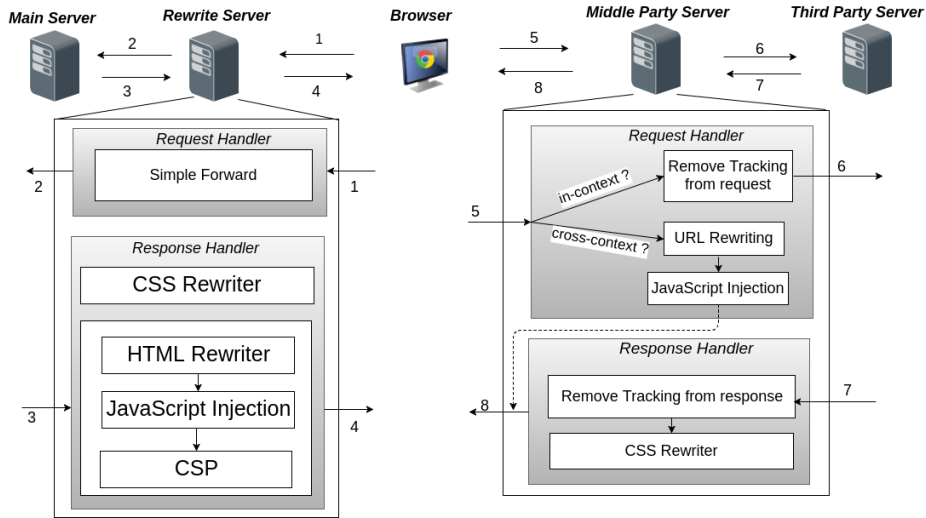 Main Server
Rewrite Server
Browser
Middle Party Server
Third Party Server
2
3
1
4
5
8
6
7
Request Handler
Simple Forward
2
1
Response Handler
CSS Rewriter
HTML Rewriter
JavaScript Injection
CSP
3
4
Request Handler
in-context ?
Remove Tracking
from request
6
5
cross-context ?
URL Rewriting
JavaScript Injection
Response Handler
Remove Tracking from response
7
8
CSS Rewriter